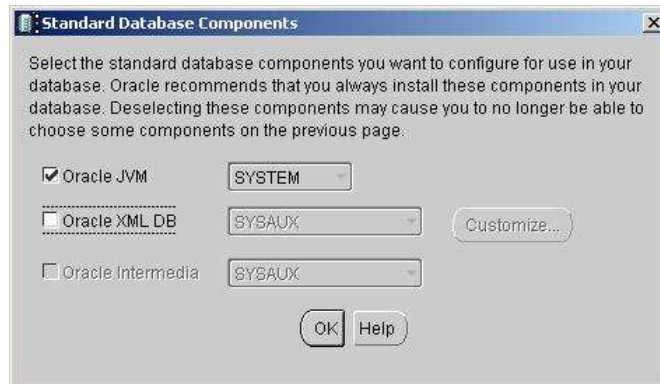 Standard Database Components
Select the standard database components you want to configure for use in your
database. Oracle recommends that you always install these components in your
database. Deselecting these components may cause you to no longer be able to
choose some components on the previous page.
Oracle JVM SYSTEM
Oracle XML DB SYSAUX Customize...
Oracle Intermedia SYSAUX
OK Help